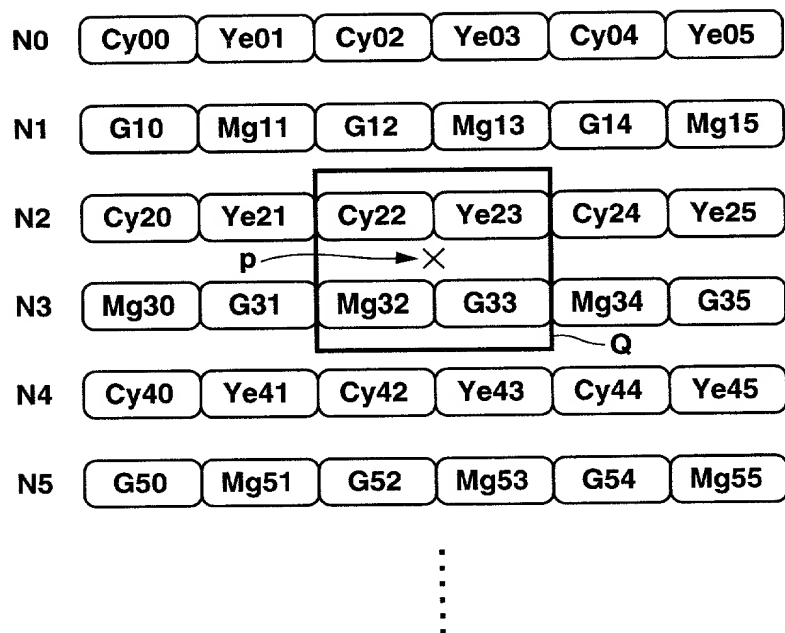 N0 Cy00 Ye01 Cy02 Ye03 Cy04 Ye05
N1 G10 Mg11 G12 Mg13 G14 Mg15
N2 Cy20 Ye21 Cy22 Ye23 Cy24 Ye25
p
N3 Mg30 G31 Mg32 G33 Mg34 G35
Q
N4 Cy40 Ye41 Cy42 Ye43 Cy44 Ye45
N5 G50 Mg51 G52 Mg53 G54 Mg55